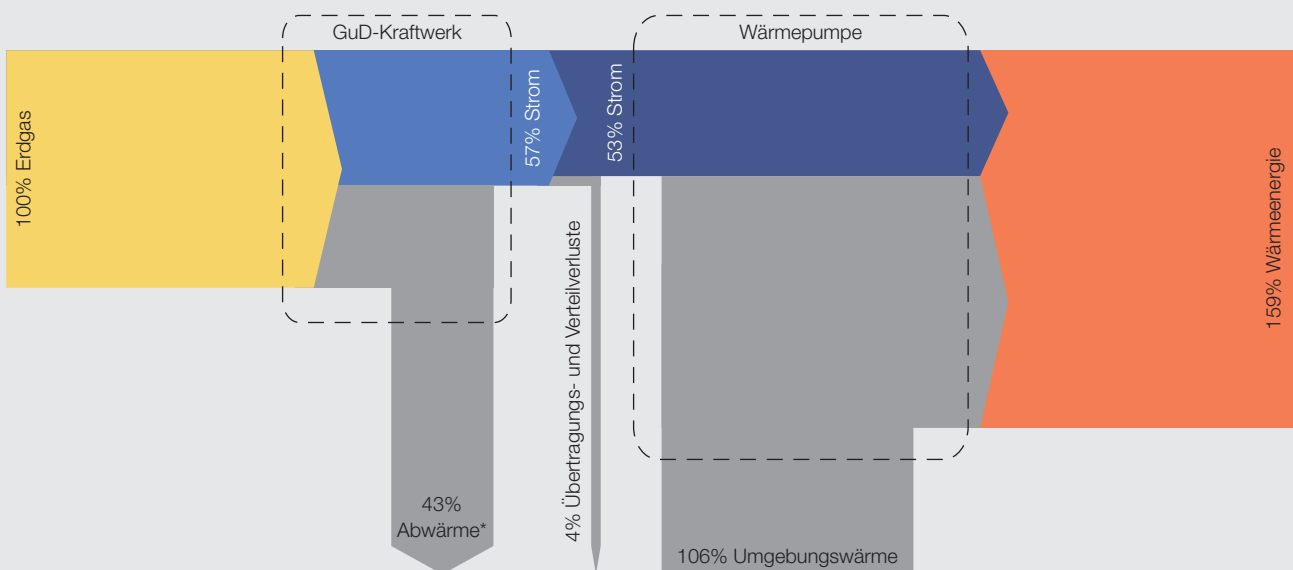 GuD-Kraftwerk
Wärmepumpe
100% Erdgas
57% Strom
53% Strom
159% Wärmeenergie
4% Übertragungs- und Verteilverluste
43%
Abwärme*
106% Umgebungswärme